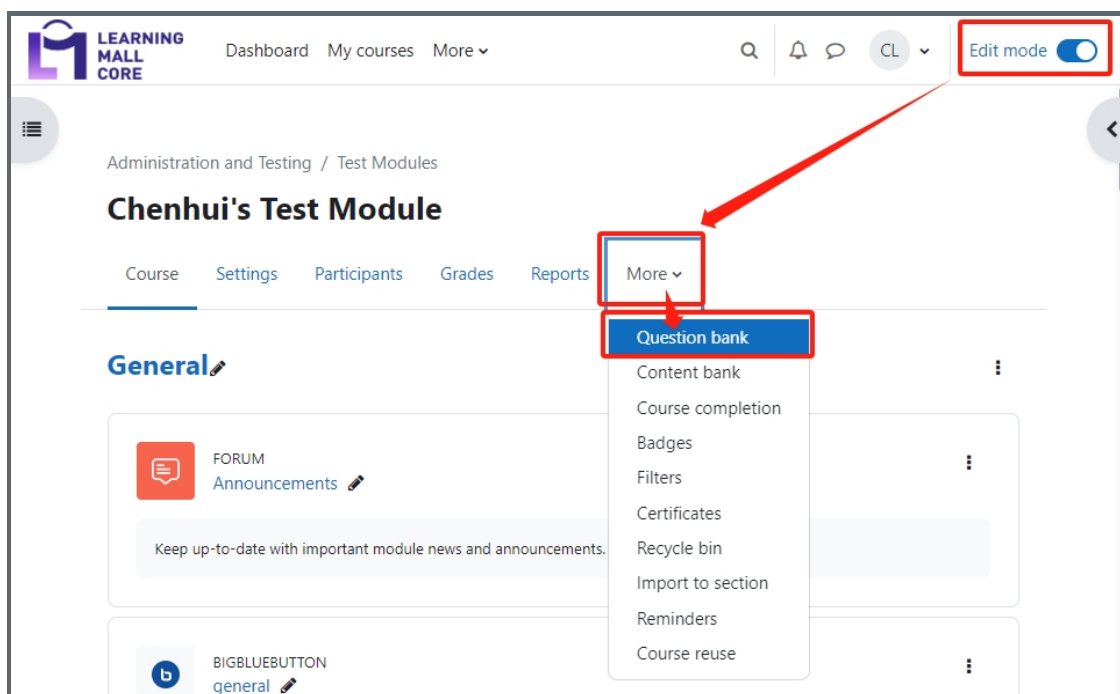 LEARNING
MALL
CORE
Dashboard My courses More
CL
Edit mode
Administration and Testing / Test Modules
Chenhui's Test Module
Course Settings Participants Grades Reports More
Question bank
Content bank
Course completion
Badges
Filters
Certificates
Recycle bin
Import to section
Reminders
Course reuse
General
FORUM
Announcements
Keep up-to-date with important module news and announcements.
BIGBLUEBUTTON
general